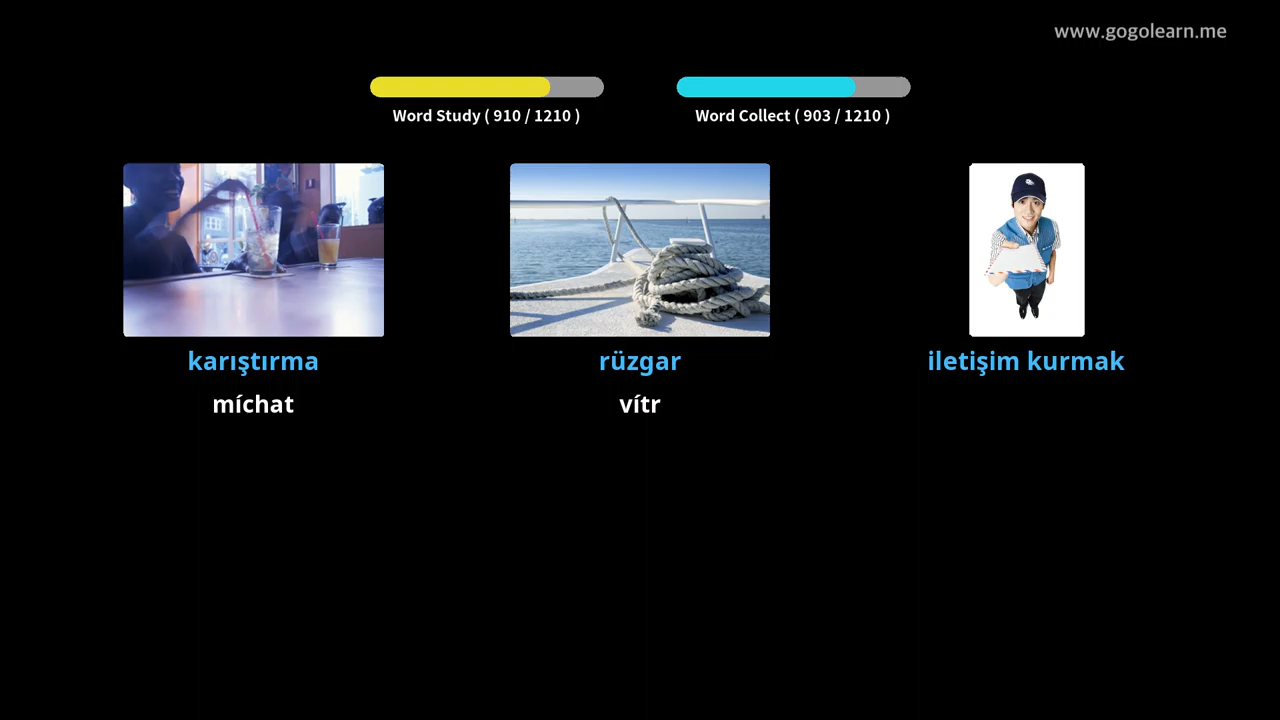 www.gogolearn.me
Word Study ( 910 / 1210 )
Word Collect ( 903 / 1210 )
karıştırma
míchat
rüzgar
vítr
iletişim kurmak